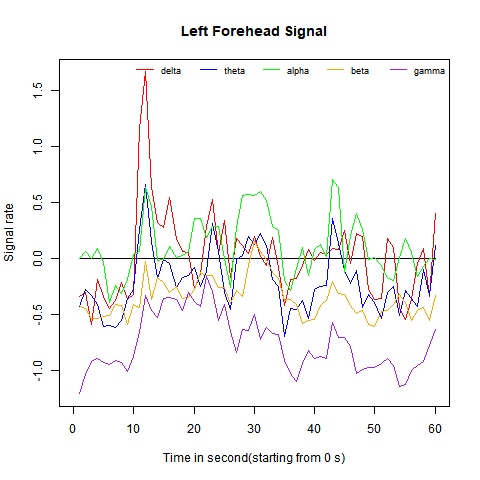 Left Forehead Signal
delta theta alpha beta gamma
Signal rate
1.5
1.0
0.5
0.0
-0.5
-1.0
0 10 20 30 40 50 60
Time in second(starting from 0 s)